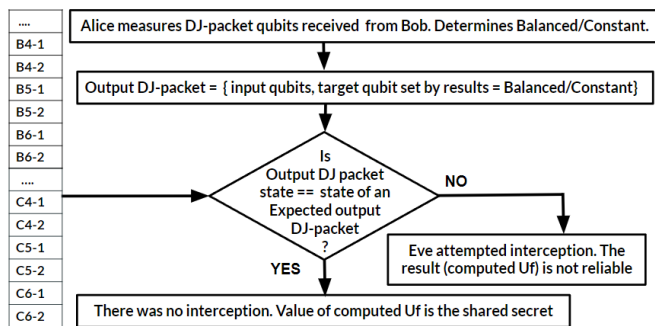 ....
B4-1
B4-2
B5-1
B5-2
B6-1
B6-2
....
C4-1
C4-2
C5-1
C5-2
C6-1
C6-2
Alice measures DJ-packet qubits received from Bob. Determines Balanced/Constant.
Output DJ-packet = { input qubits, target qubit set by results = Balanced/Constant}
Is
Output DJ packet
state == state of an
Expected output
DJ-packet
?
NO
YES
Eve attempted interception. The
result (computed Uf) is not reliable
There was no interception. Value of computed Uf is the shared secret